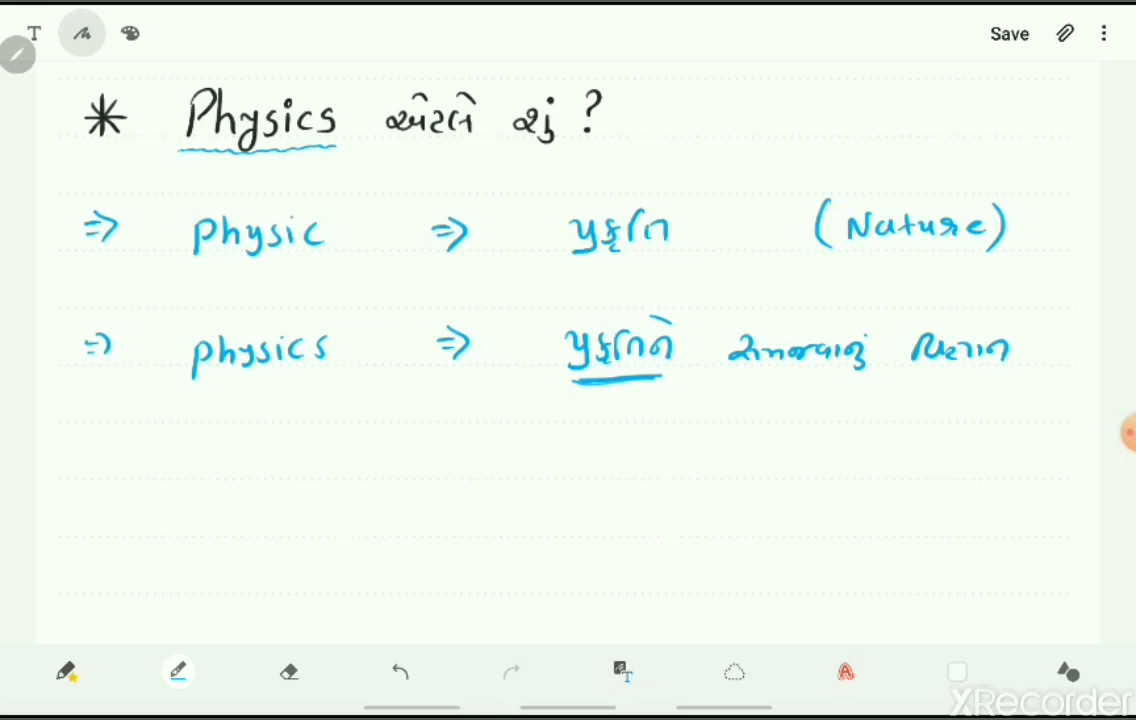 T Save
* Physics એટલે શું ?
⇒ physic ⇒ પ્રકૃતિ (Nature)
⇒ physics ⇒ પ્રકૃતિને સમજવાનું વિજ્ઞાન
XRecorder